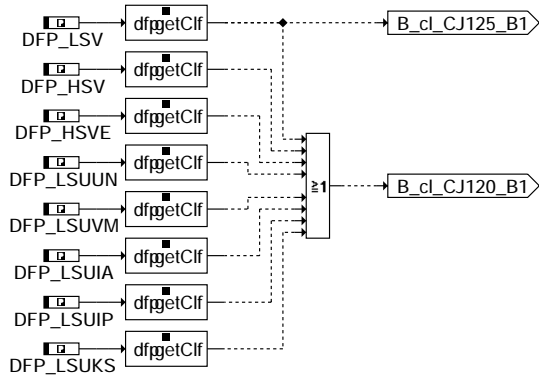 dfpgetClf
B_cl_CJ125_B1
DFP_LSV
dfpgetClf
DFP_HSV
dfpgetClf
DFP_HSVE
dfpgetClf
DFP_LSUUN
≥1
B_cl_CJ120_B1
dfpgetClf
DFP_LSUVM
dfpgetClf
DFP_LSUIA
dfpgetClf
DFP_LSUIP
dfpgetClf
DFP_LSUKS